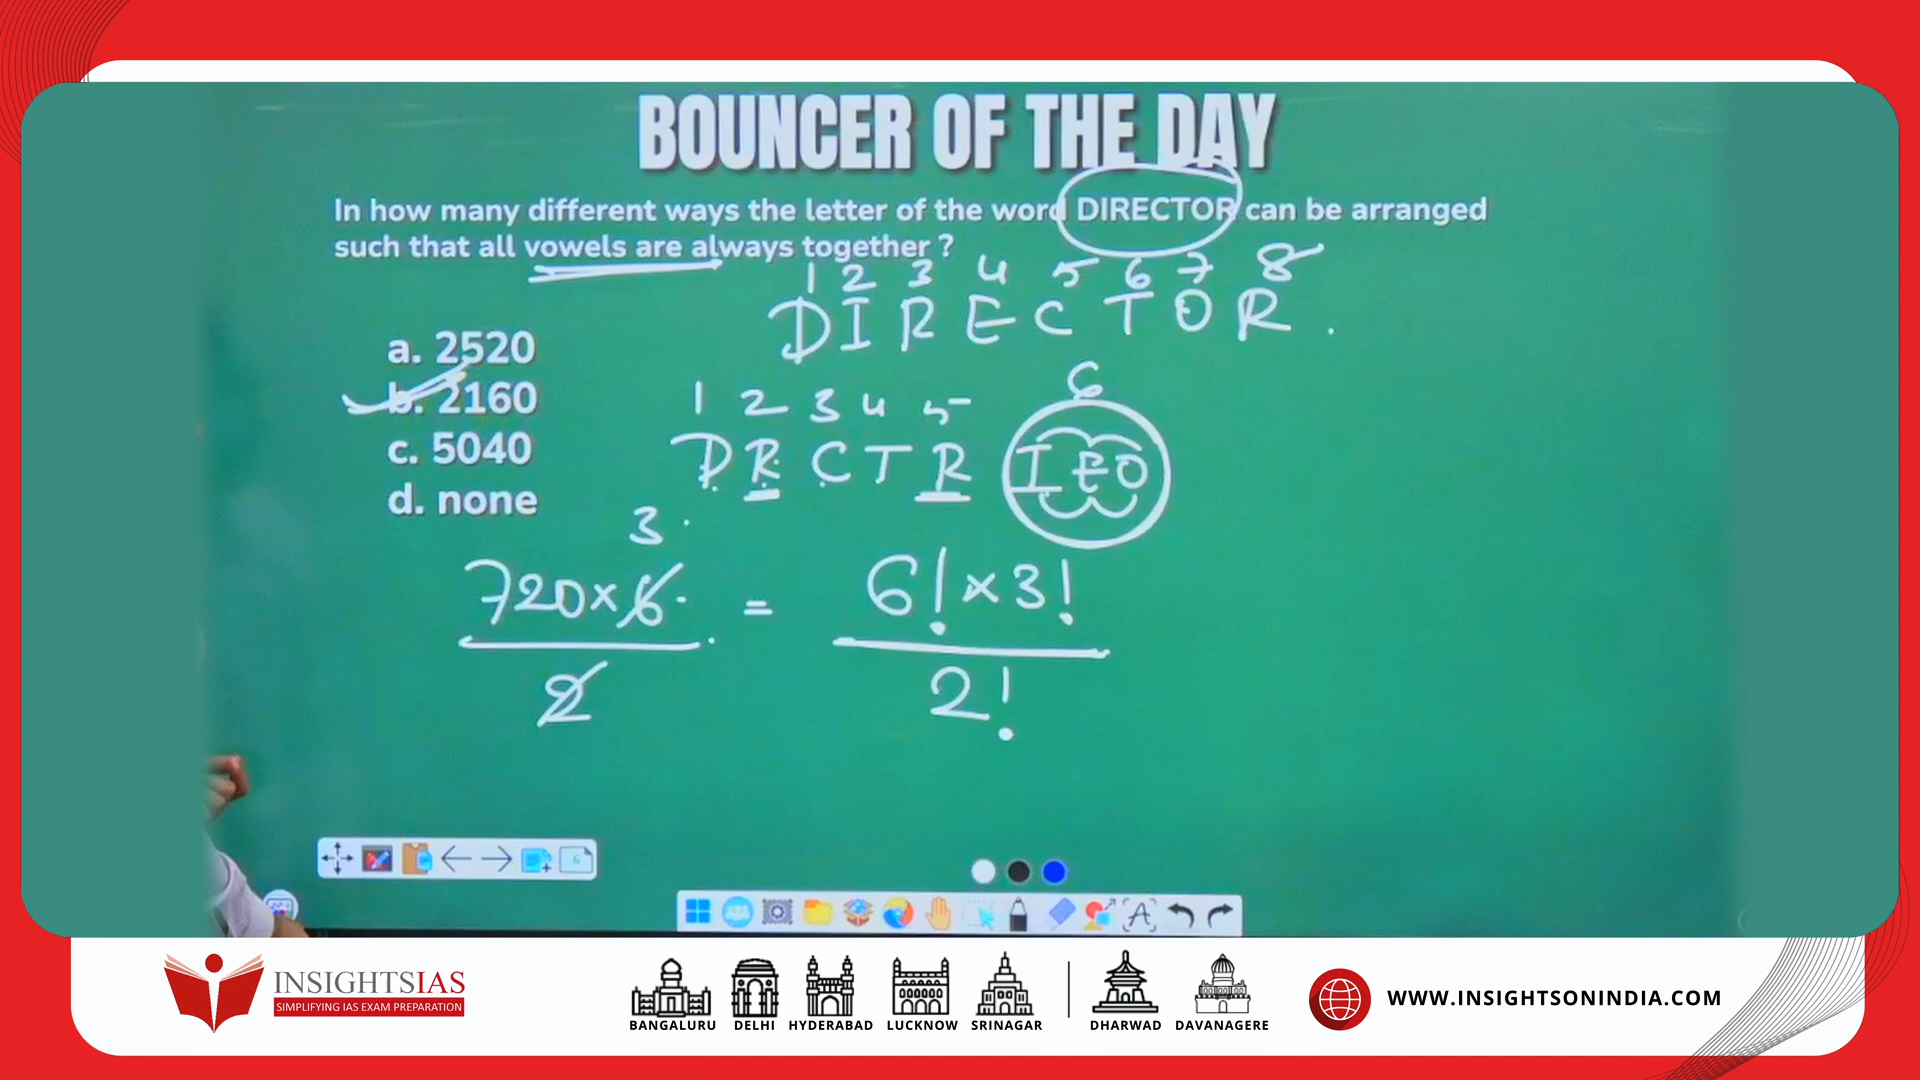 BOUNCER OF THE DAY
In how many different ways the letter of the word DIRECTOR can be arranged
such that all vowels are always together ?
1 2 3 4 5 6 7 8
D I R E C T O R .
a. 2520
b. 2160
c. 5040
d. none
1 2 3 4 5 6
D R C T R IEO
3
720 × 6 = 6! × 3!
2 2!
6
A
INSIGHTSIAS
SIMPLIFYING IAS EXAM PREPARATION
BANGALURU DELHI HYDERABAD LUCKNOW SRINAGAR DHARWAD DAVANAGERE
WWW.INSIGHTSONINDIA.COM